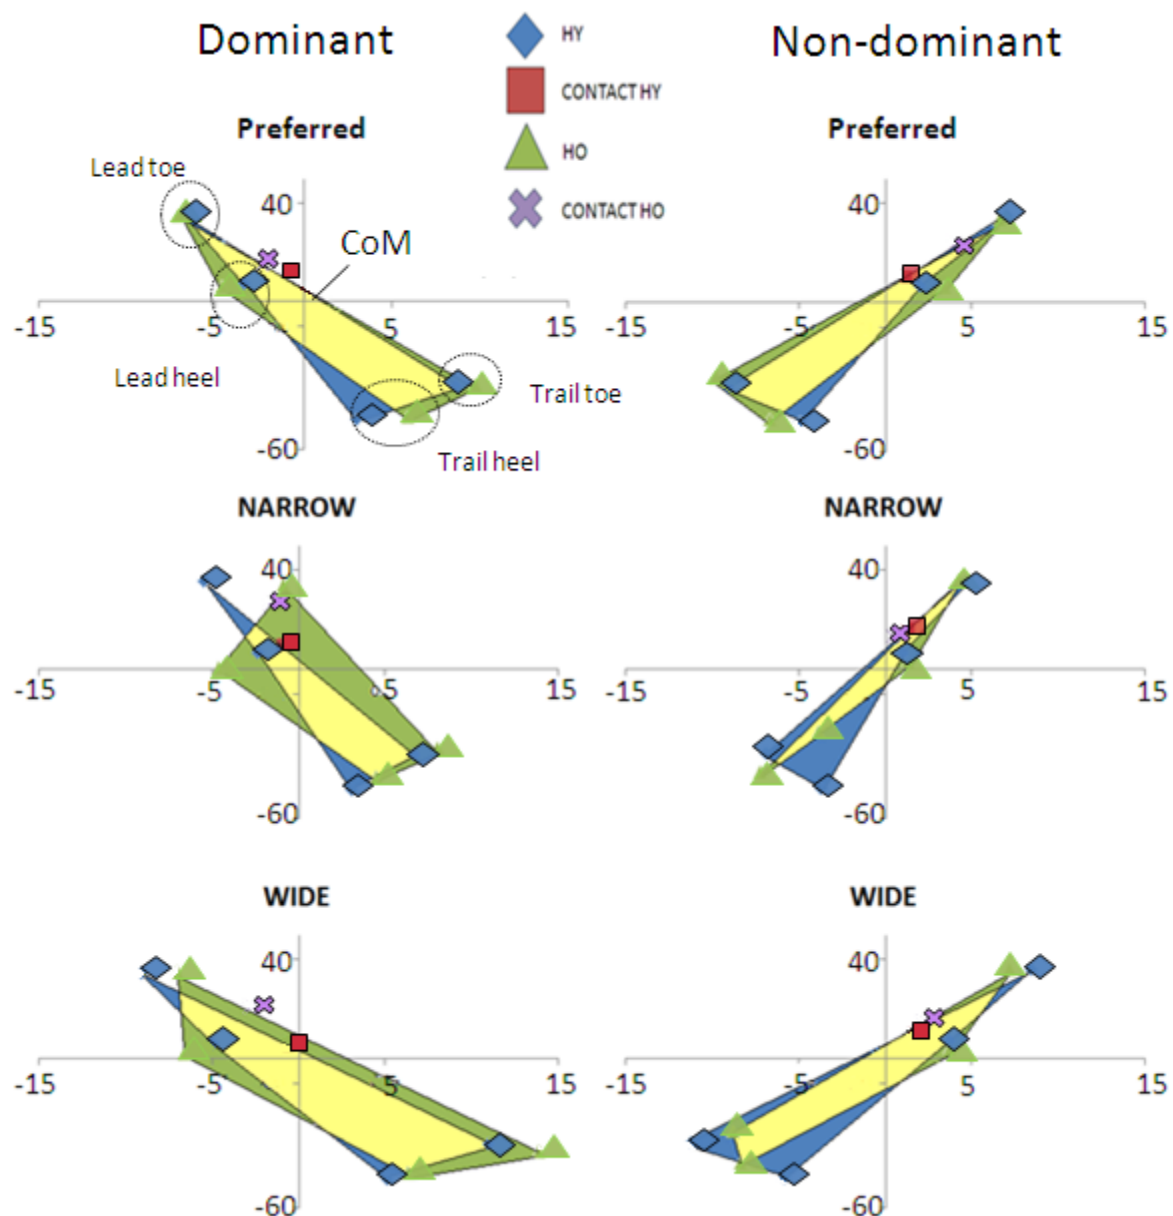 Dominant
Non-dominant
HY
CONTACT HY
HO
CONTACT HO
Preferred
Preferred
Lead toe
40
CoM
-15
-5
5
15
Lead heel
Trail toe
-60
Trail heel
40
-15
-5
5
15
-60
NARROW
NARROW
40
-15
-5
5
15
-60
40
-15
-5
5
15
-60
WIDE
WIDE
40
-15
-5
5
15
-60
40
-15
-5
5
15
-60